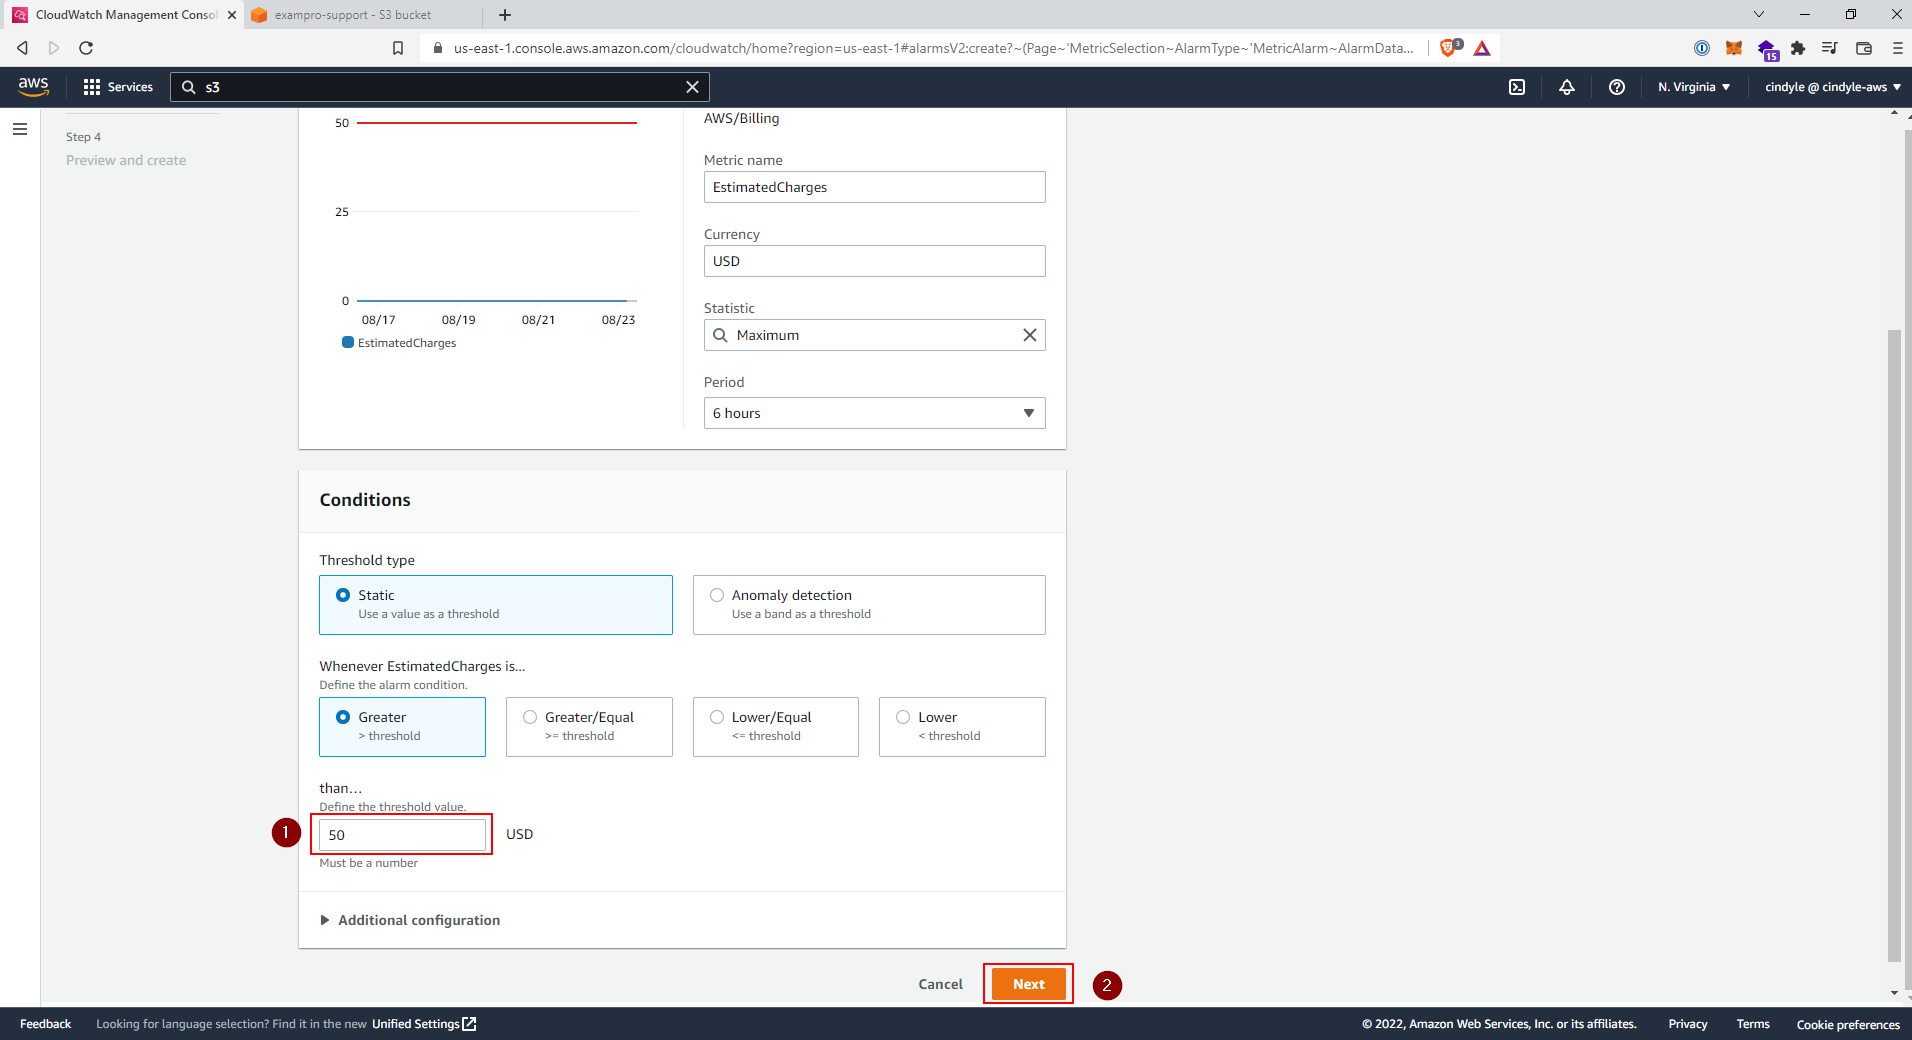 CloudWatch Management Consol
exampro-support - S3 bucket
us-east-1.console.aws.amazon.com/cloudwatch/home?region=us-east-1#alarmsV2:create?~(Page~'MetricSelection~AlarmType~'MetricAlarm~AlarmData...
3
15
aws
Services
s3
N. Virginia
cindyle @ cindyle-aws
Step 4
Preview and create
50
25
0
08/17
08/19
08/21
08/23
EstimatedCharges
AWS/Billing
Metric name
EstimatedCharges
Currency
USD
Statistic
Maximum
Period
6 hours
Conditions
Threshold type
Static
Use a value as a threshold
Anomaly detection
Use a band as a threshold
Whenever EstimatedCharges is...
Define the alarm condition.
Greater
> threshold
Greater/Equal
>= threshold
Lower/Equal
<= threshold
Lower
< threshold
than...
Define the threshold value.
1
50
USD
Must be a number
Additional configuration
Cancel
Next
2
Feedback
Looking for language selection? Find it in the new Unified Settings
© 2022, Amazon Web Services, Inc. or its affiliates.
Privacy
Terms
Cookie preferences